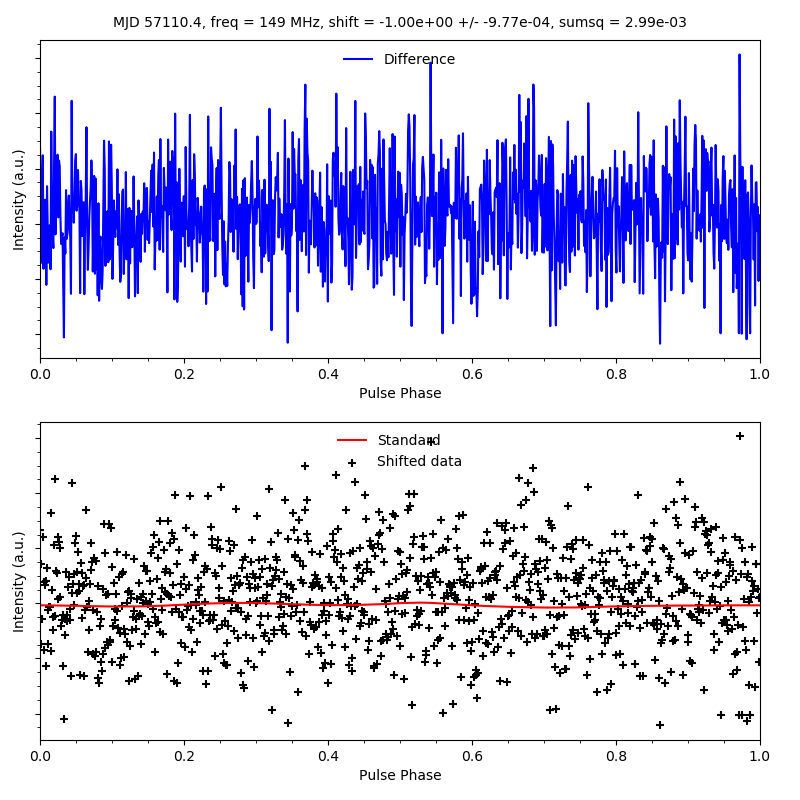 MJD 57110.4, freq = 149 MHz, shift = -1.00e+00 +/- -9.77e-04, sumsq = 2.99e-03
Difference
Intensity (a.u.)
0.0 0.2 0.4 0.6 0.8 1.0
Pulse Phase
Standard
Shifted data
Intensity (a.u.)
0.0 0.2 0.4 0.6 0.8 1.0
Pulse Phase